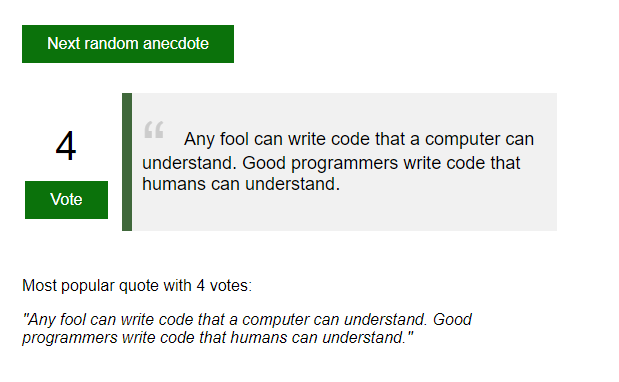 Next random anecdote
4
Vote
“ Any fool can write code that a computer can
understand. Good programmers write code that
humans can understand.
Most popular quote with 4 votes:
"Any fool can write code that a computer can understand. Good
programmers write code that humans can understand."